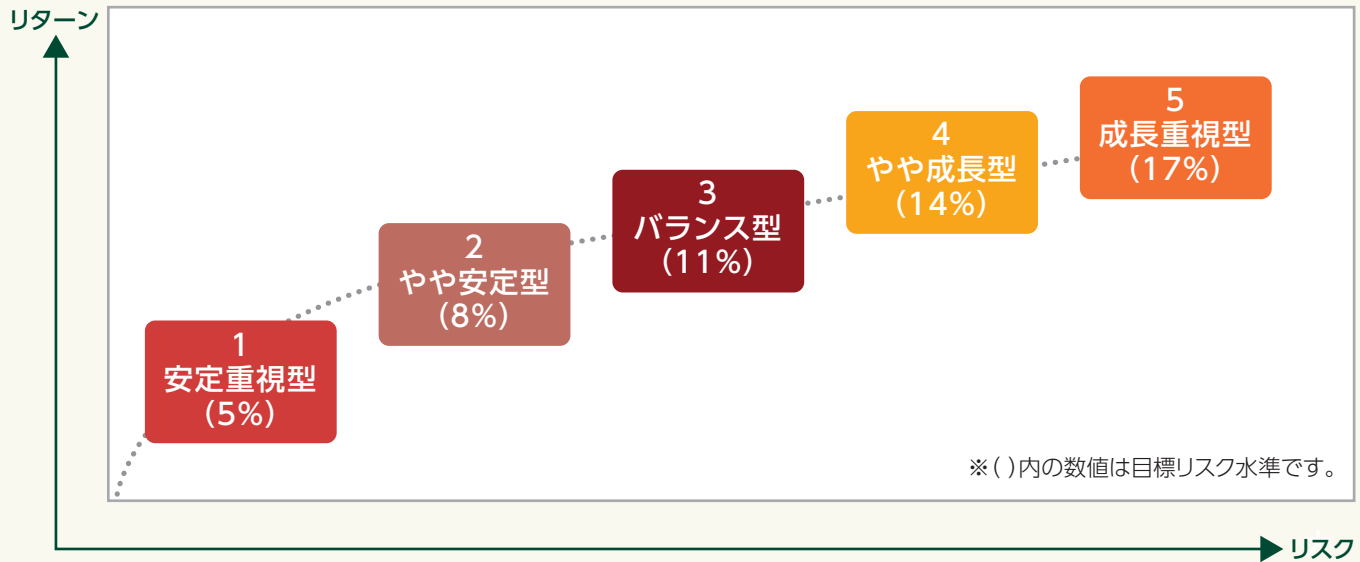 リターン
5
成長重視型
(17%)
4
やや成長型
(14%)
3
バランス型
(11%)
2
やや安定型
(8%)
1
安定重視型
(5%)
※( )内の数値は目標リスク水準です。
リスク